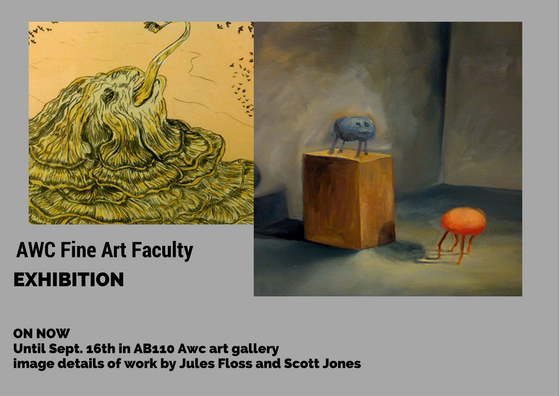 AWC Fine Art Faculty
EXHIBITION
ON NOW
Until Sept. 16th in AB110 Awc art gallery
image details of work by Jules Floss and Scott Jones